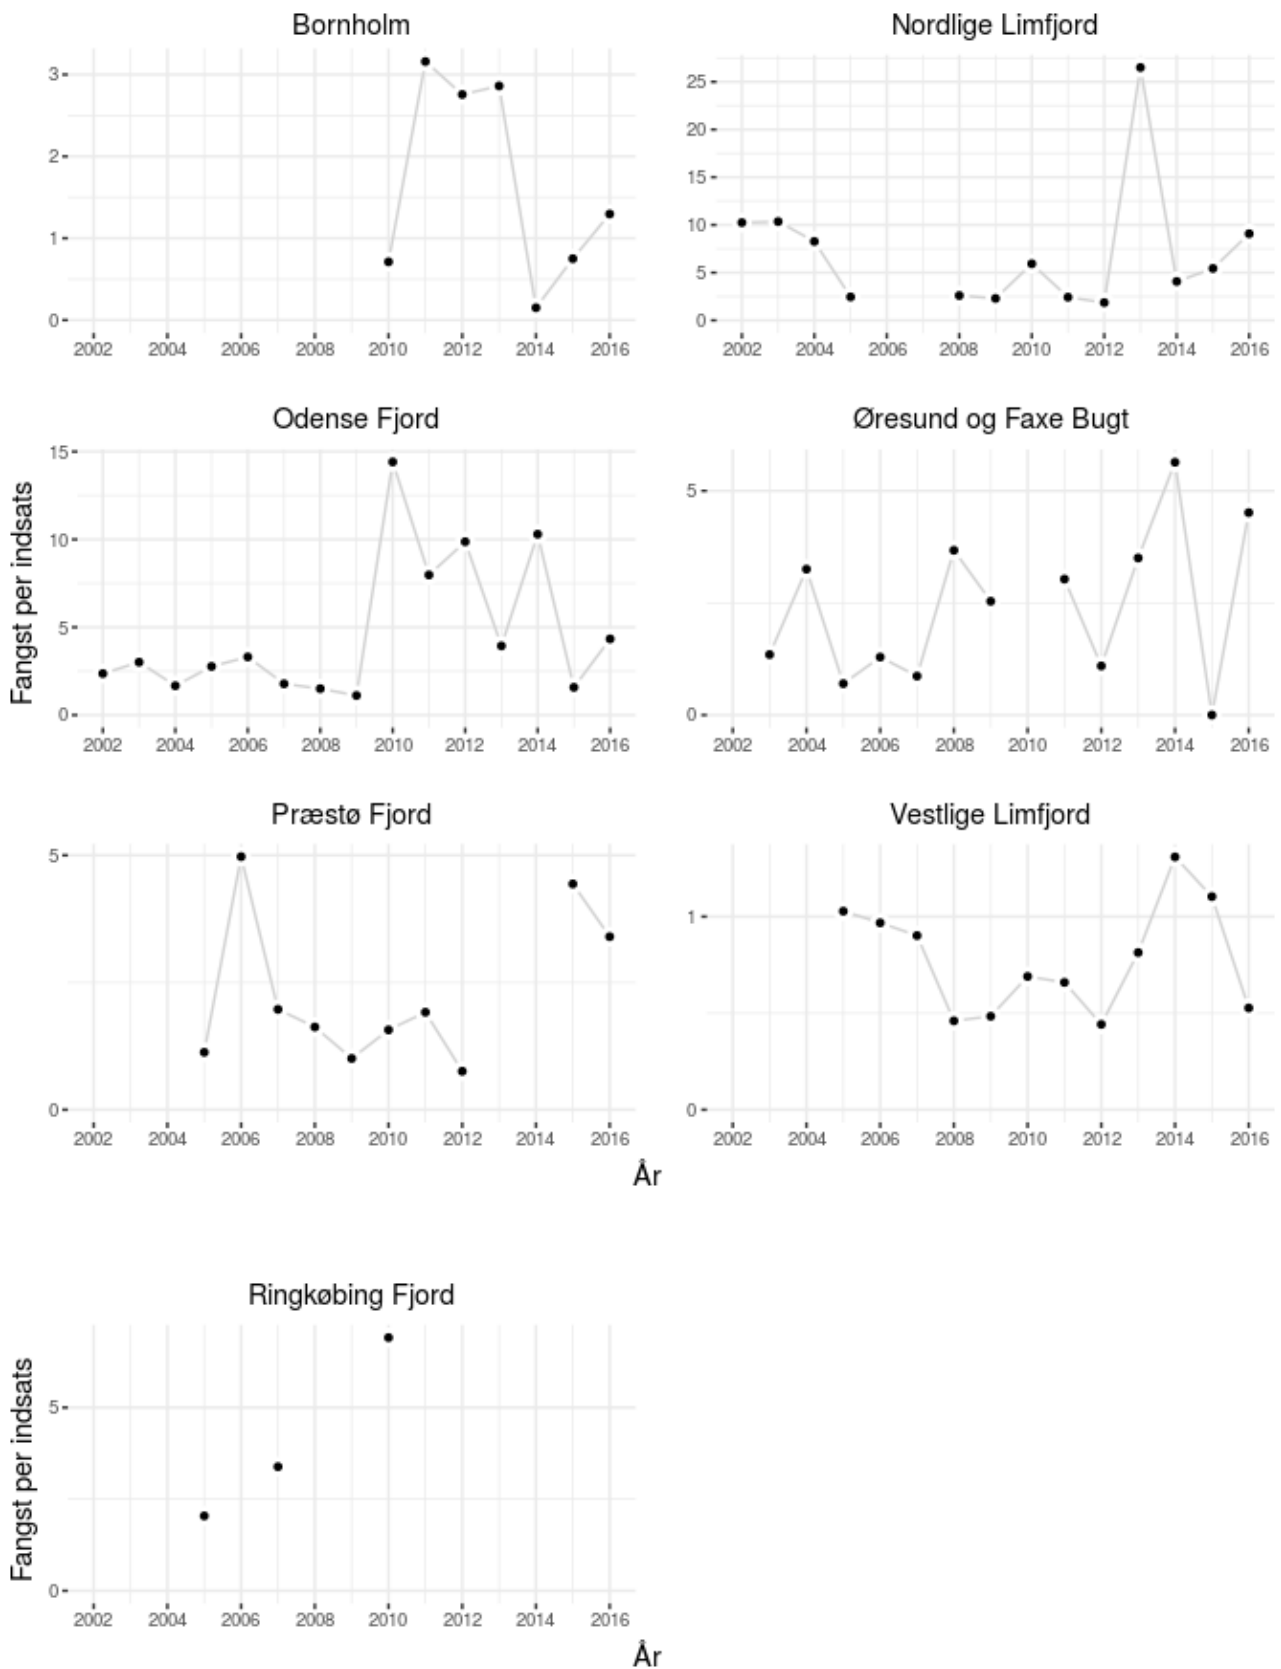 Bornholm
3
2
1
0
2002 2004 2006 2008 2010 2012 2014 2016
Nordlige Limfjord
25
20
15
10
5
0
2002 2004 2006 2008 2010 2012 2014 2016
Fangst per indsats
Odense Fjord
15
10
5
0
2002 2004 2006 2008 2010 2012 2014 2016
Øresund og Faxe Bugt
5
0
2002 2004 2006 2008 2010 2012 2014 2016
Præstø Fjord
5
0
2002 2004 2006 2008 2010 2012 2014 2016
Vestlige Limfjord
1
0
2002 2004 2006 2008 2010 2012 2014 2016
År
Ringkøbing Fjord
Fangst per indsats
5
0
2002 2004 2006 2008 2010 2012 2014 2016
År